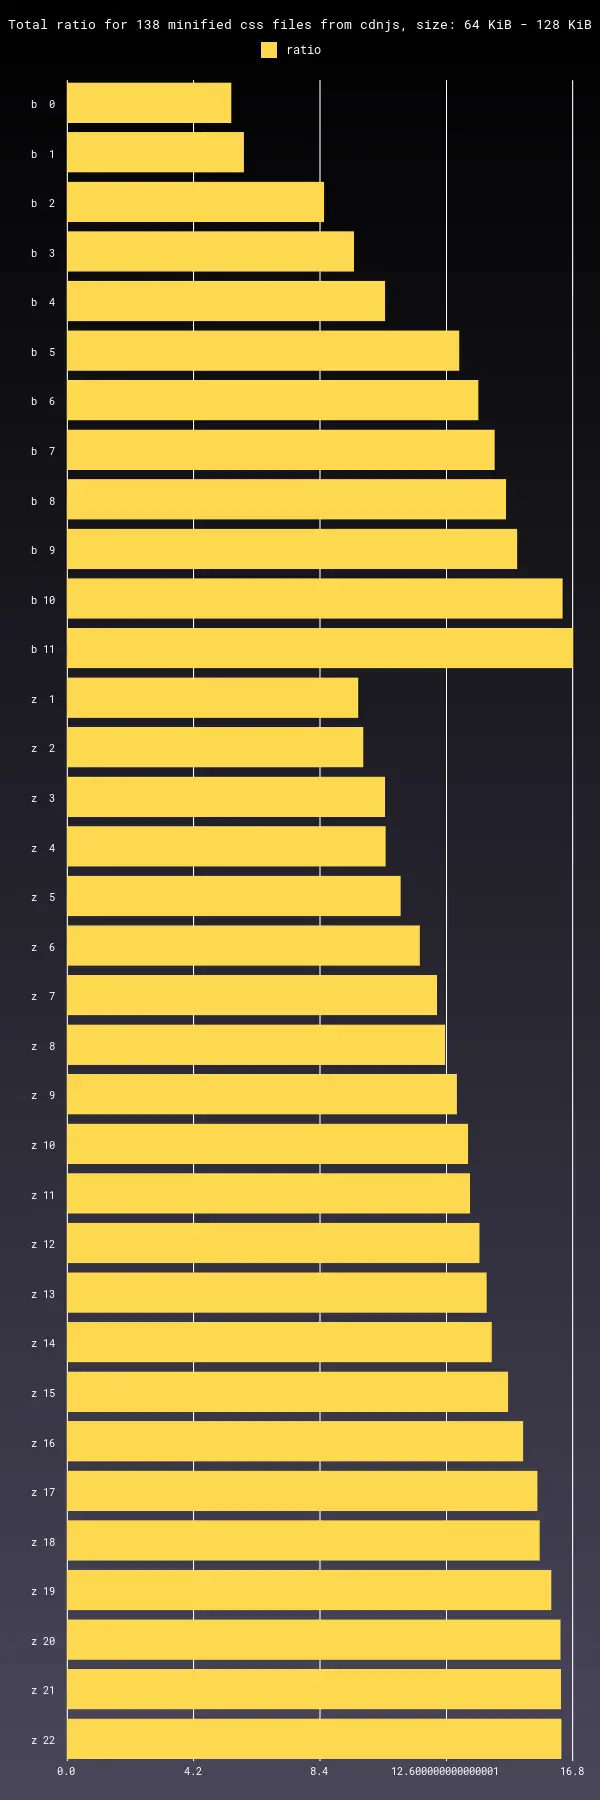 Total ratio for 138 minified css files from cdnjs, size: 64 KiB - 128 KiB
ratio
b 0
b 1
b 2
b 3
b 4
b 5
b 6
b 7
b 8
b 9
b 10
b 11
z 1
z 2
z 3
z 4
z 5
z 6
z 7
z 8
z 9
z 10
z 11
z 12
z 13
z 14
z 15
z 16
z 17
z 18
z 19
z 20
z 21
z 22
0.0 4.2 8.4 12.600000000000001 16.8